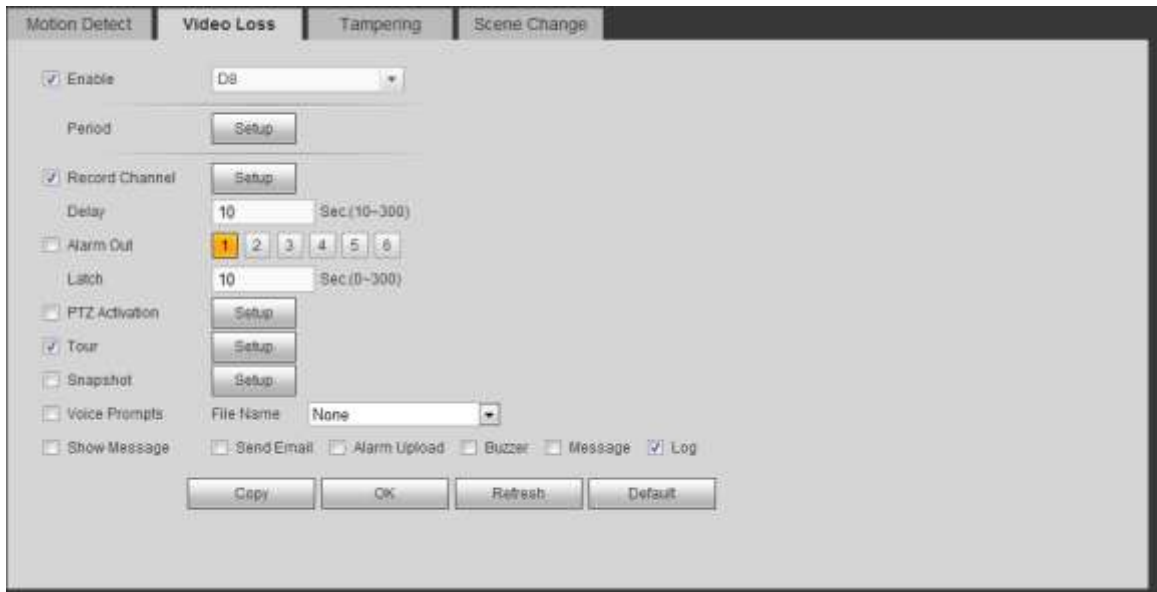 Motion Detect Video Loss Tampering Scene Change
Enable D8
Period Setup
Record Channel Setup
Delay 10 Sec.(10~300)
Alarm Out 1 2 3 4 5 6
Latch 10 Sec.(0~300)
PTZ Activation Setup
Tour Setup
Snapshot Setup
Voice Prompts File Name None
Show Message Send Email Alarm Upload Buzzer Message Log
Copy OK Refresh Default